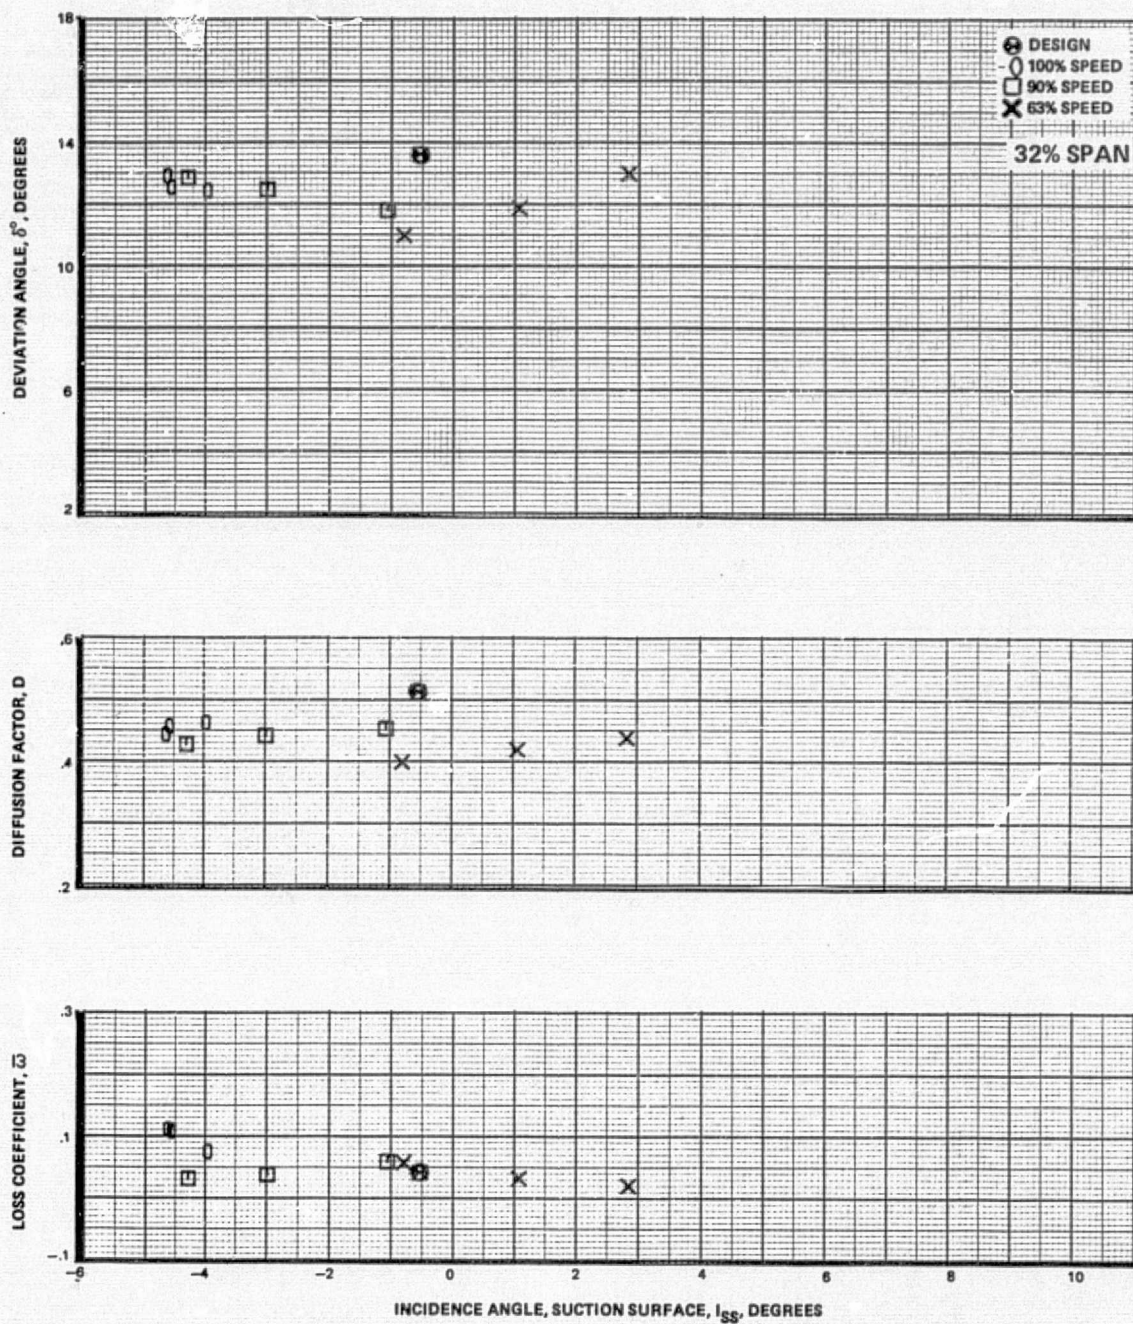 18
14
10
6
2
DEVIATION ANGLE, δ°, DEGREES
DESIGN
100% SPEED
90% SPEED
63% SPEED
32% SPAN
.6
.4
.2
DIFFUSION FACTOR, D
.3
.1
-.1
LOSS COEFFICIENT, ω̄
-6 -4 -2 0 2 4 6 8 10
INCIDENCE ANGLE, SUCTION SURFACE, ISS, DEGREES